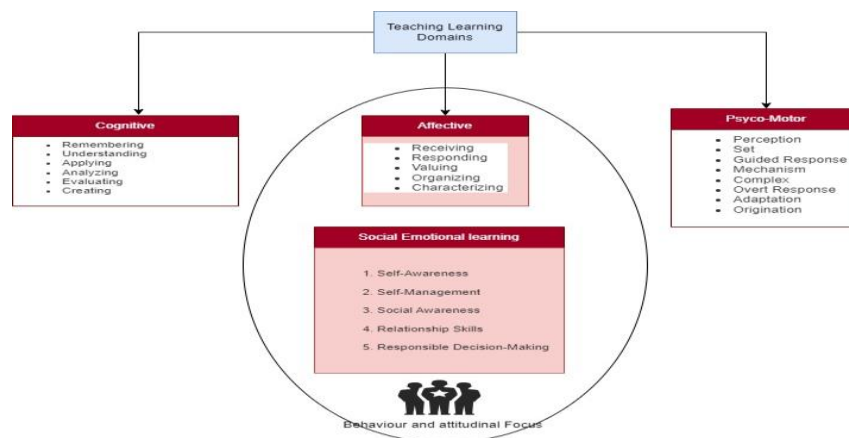 Teaching Learning
Domains
Cognitive
• Remembering
• Understanding
• Applying
• Analyzing
• Evaluating
• Creating
Affective
• Receiving
• Responding
• Valuing
• Organizing
• Characterizing
Psyco-Motor
• Perception
• Set
• Guided Response
• Mechanism
• Complex
• Overt Response
• Adaptation
• Origination
Social Emotional learning
1. Self-Awareness
2. Self-Management
3. Social Awareness
4. Relationship Skills
5. Responsible Decision-Making
Behaviour and attitudinal Focus